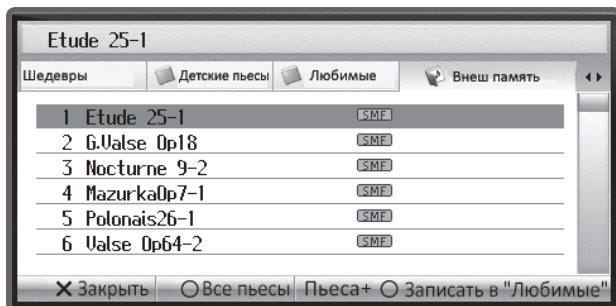 Etude 25-1
Шедевры Детские пьесы Любимые Внеш память
1 Etude 25-1 SMF
2 G.Valse Op18 SMF
3 Nocturne 9-2 SMF
4 MazurkaOp7-1 SMF
5 Polonais26-1 SMF
6 Valse Op64-2 SMF
Закрыть Все пьесы Пьеса+ Записать в "Любимые"